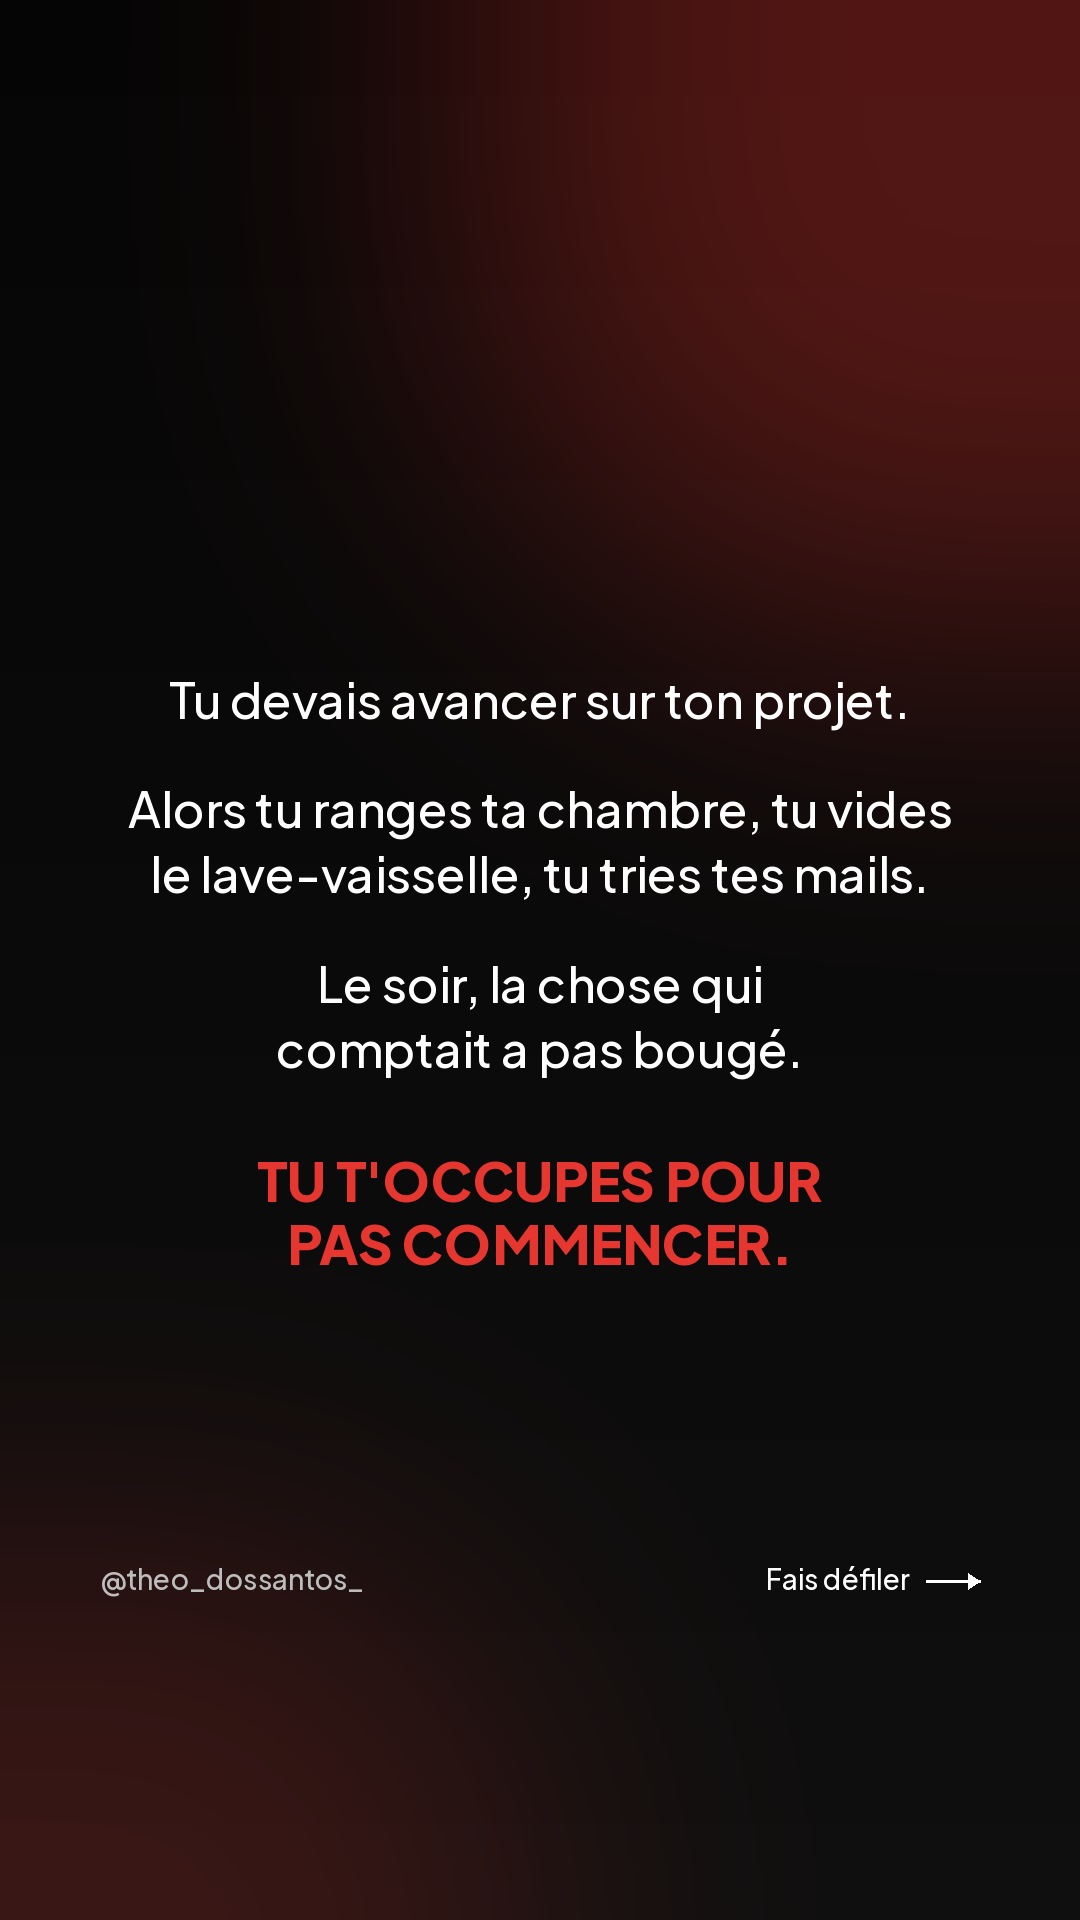 Tu devais avancer sur ton projet.
Alors tu ranges ta chambre, tu vides
le lave-vaisselle, tu tries tes mails.
Le soir, la chose qui
comptait a pas bougé.
TU T'OCCUPES POUR
PAS COMMENCER.
@theo_dossantos_
Fais défiler